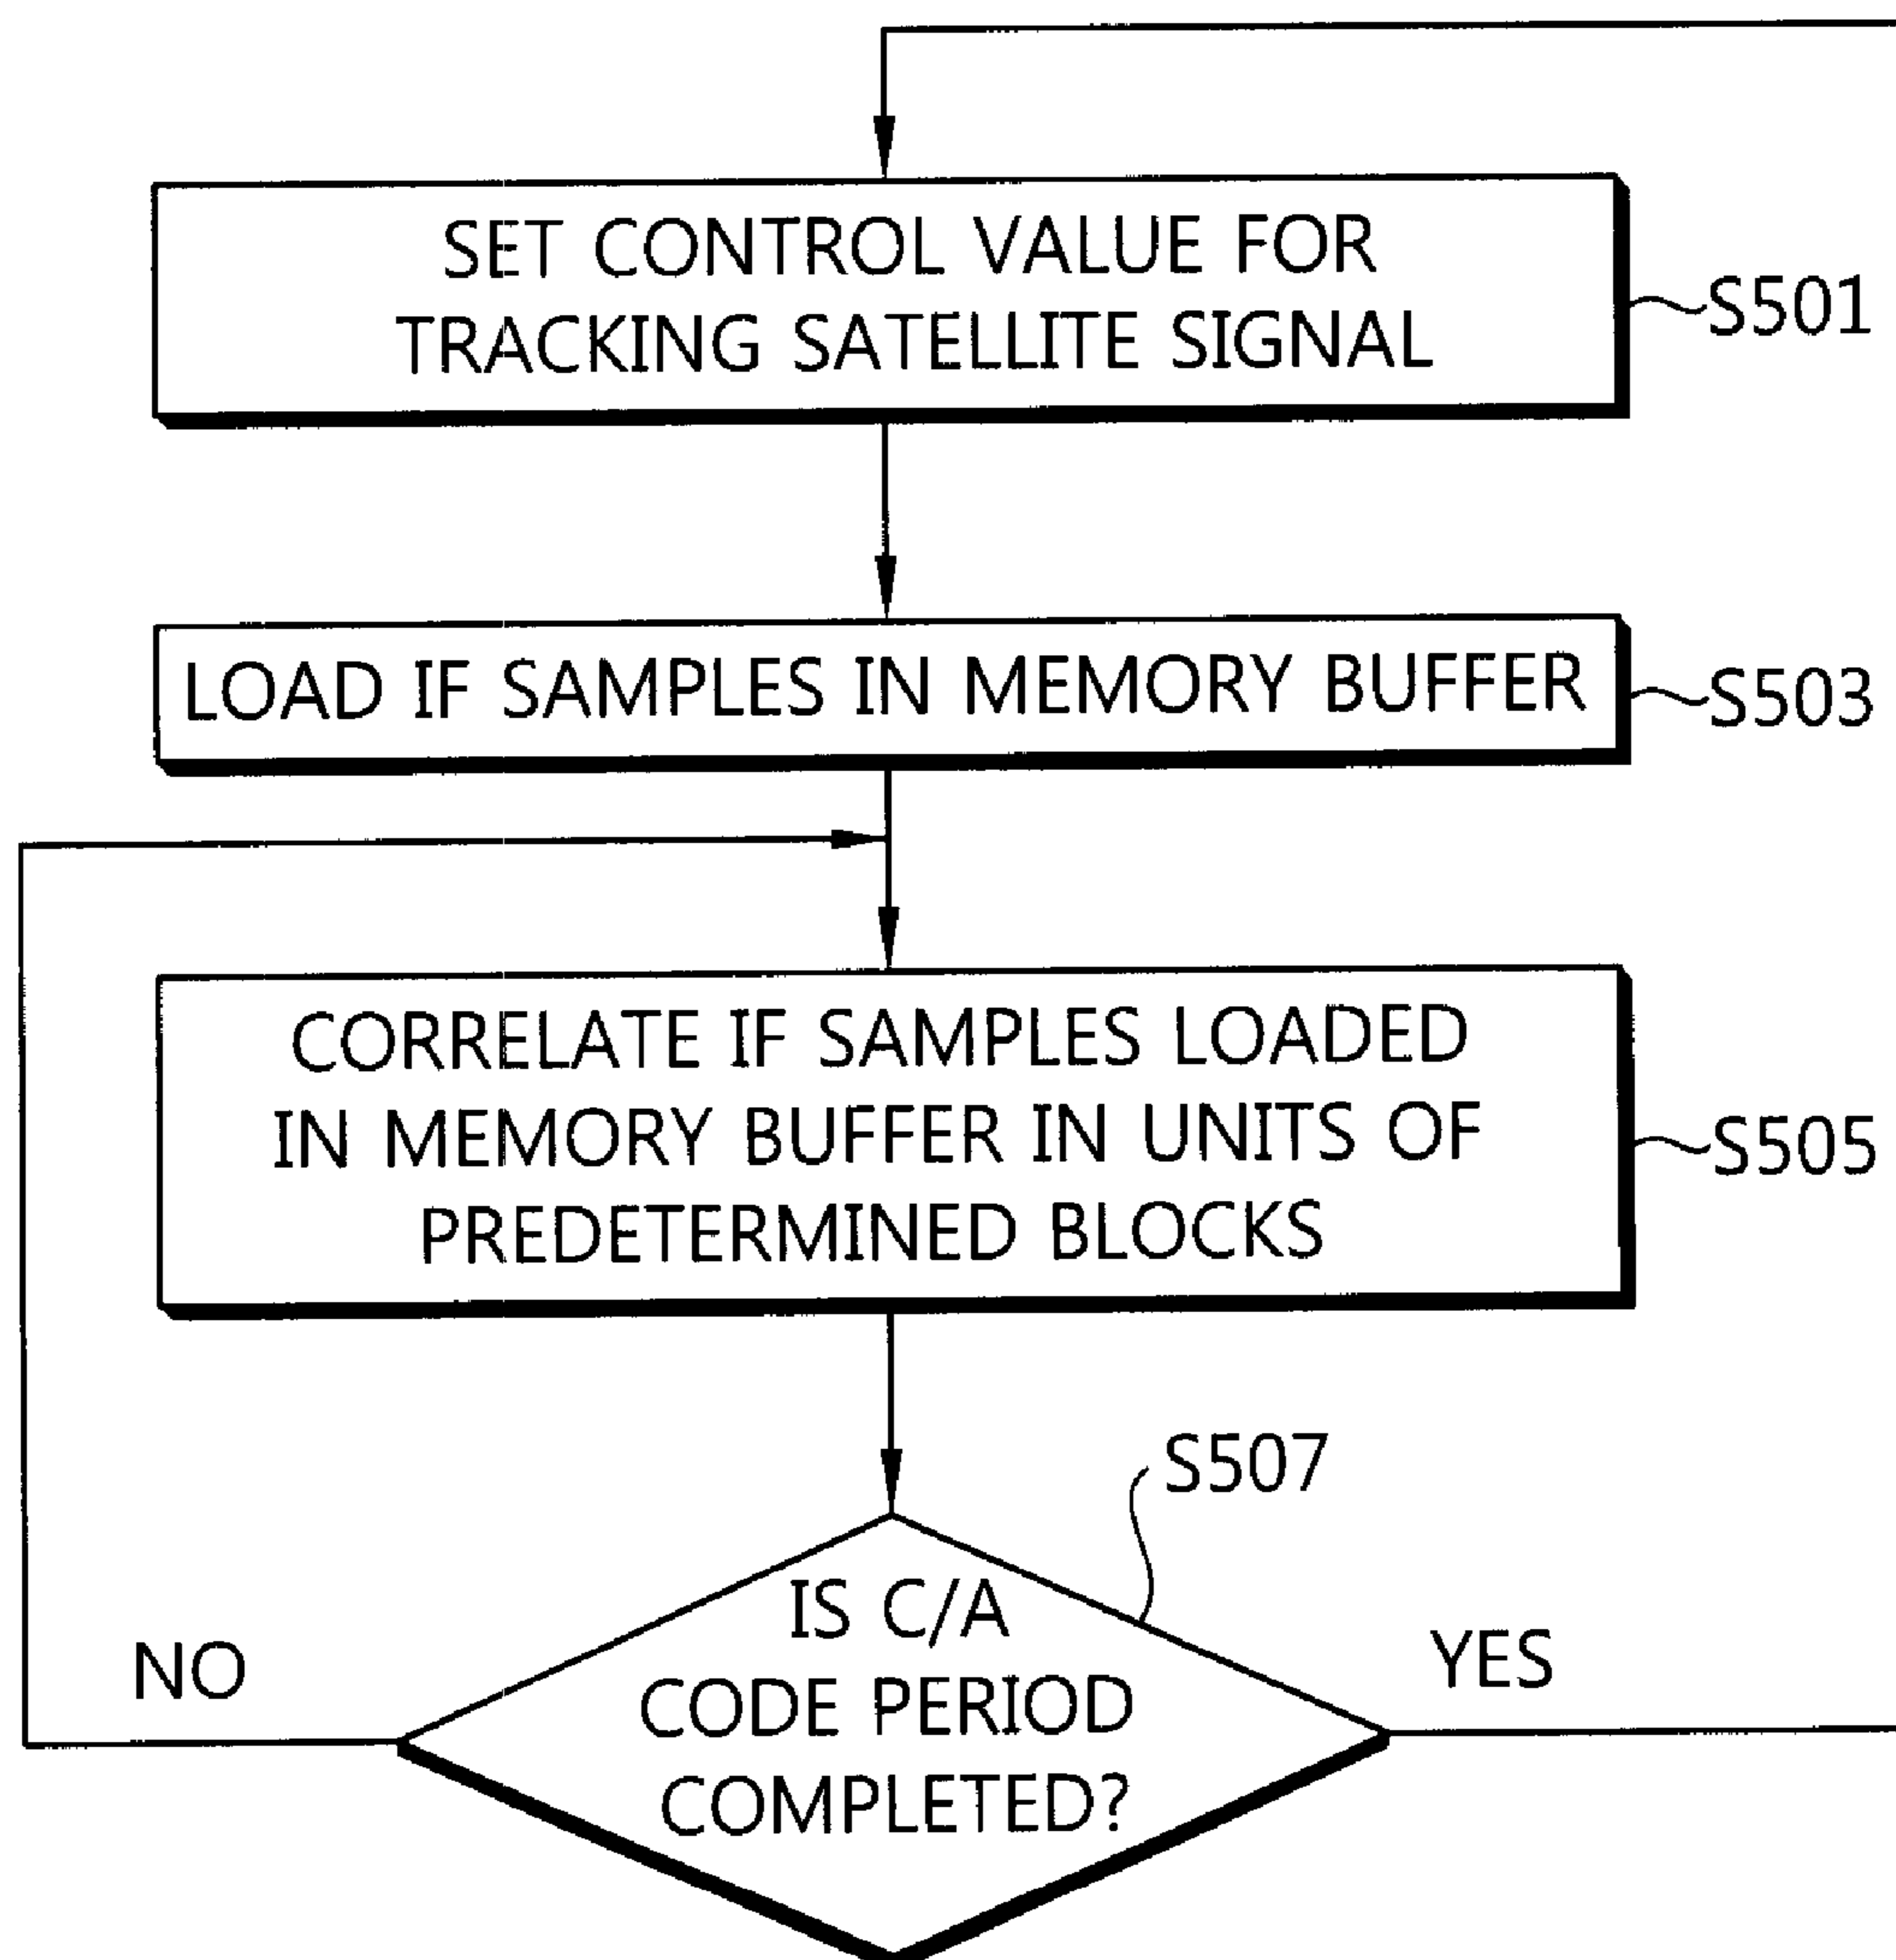 SET CONTROL VALUE FOR
TRACKING SATELLITE SIGNAL
S501
LOAD IF SAMPLES IN MEMORY BUFFER
S503
CORRELATE IF SAMPLES LOADED
IN MEMORY BUFFER IN UNITS OF
PREDETERMINED BLOCKS
S505
S507
IS C/A
CODE PERIOD
COMPLETED?
NO
YES